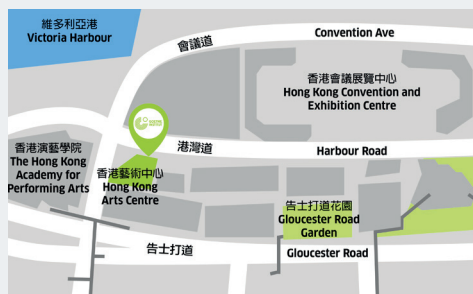 維多利亞港
Victoria Harbour
會議道
Convention Ave
香港會議展覽中心
Hong Kong Convention and
Exhibition Centre
香港演藝學院
The Hong Kong
Academy for
Performing Arts
港灣道
Harbour Road
香港藝術中心
Hong Kong
Arts Centre
告士打道花園
Gloucester Road
Garden
告士打道
Gloucester Road